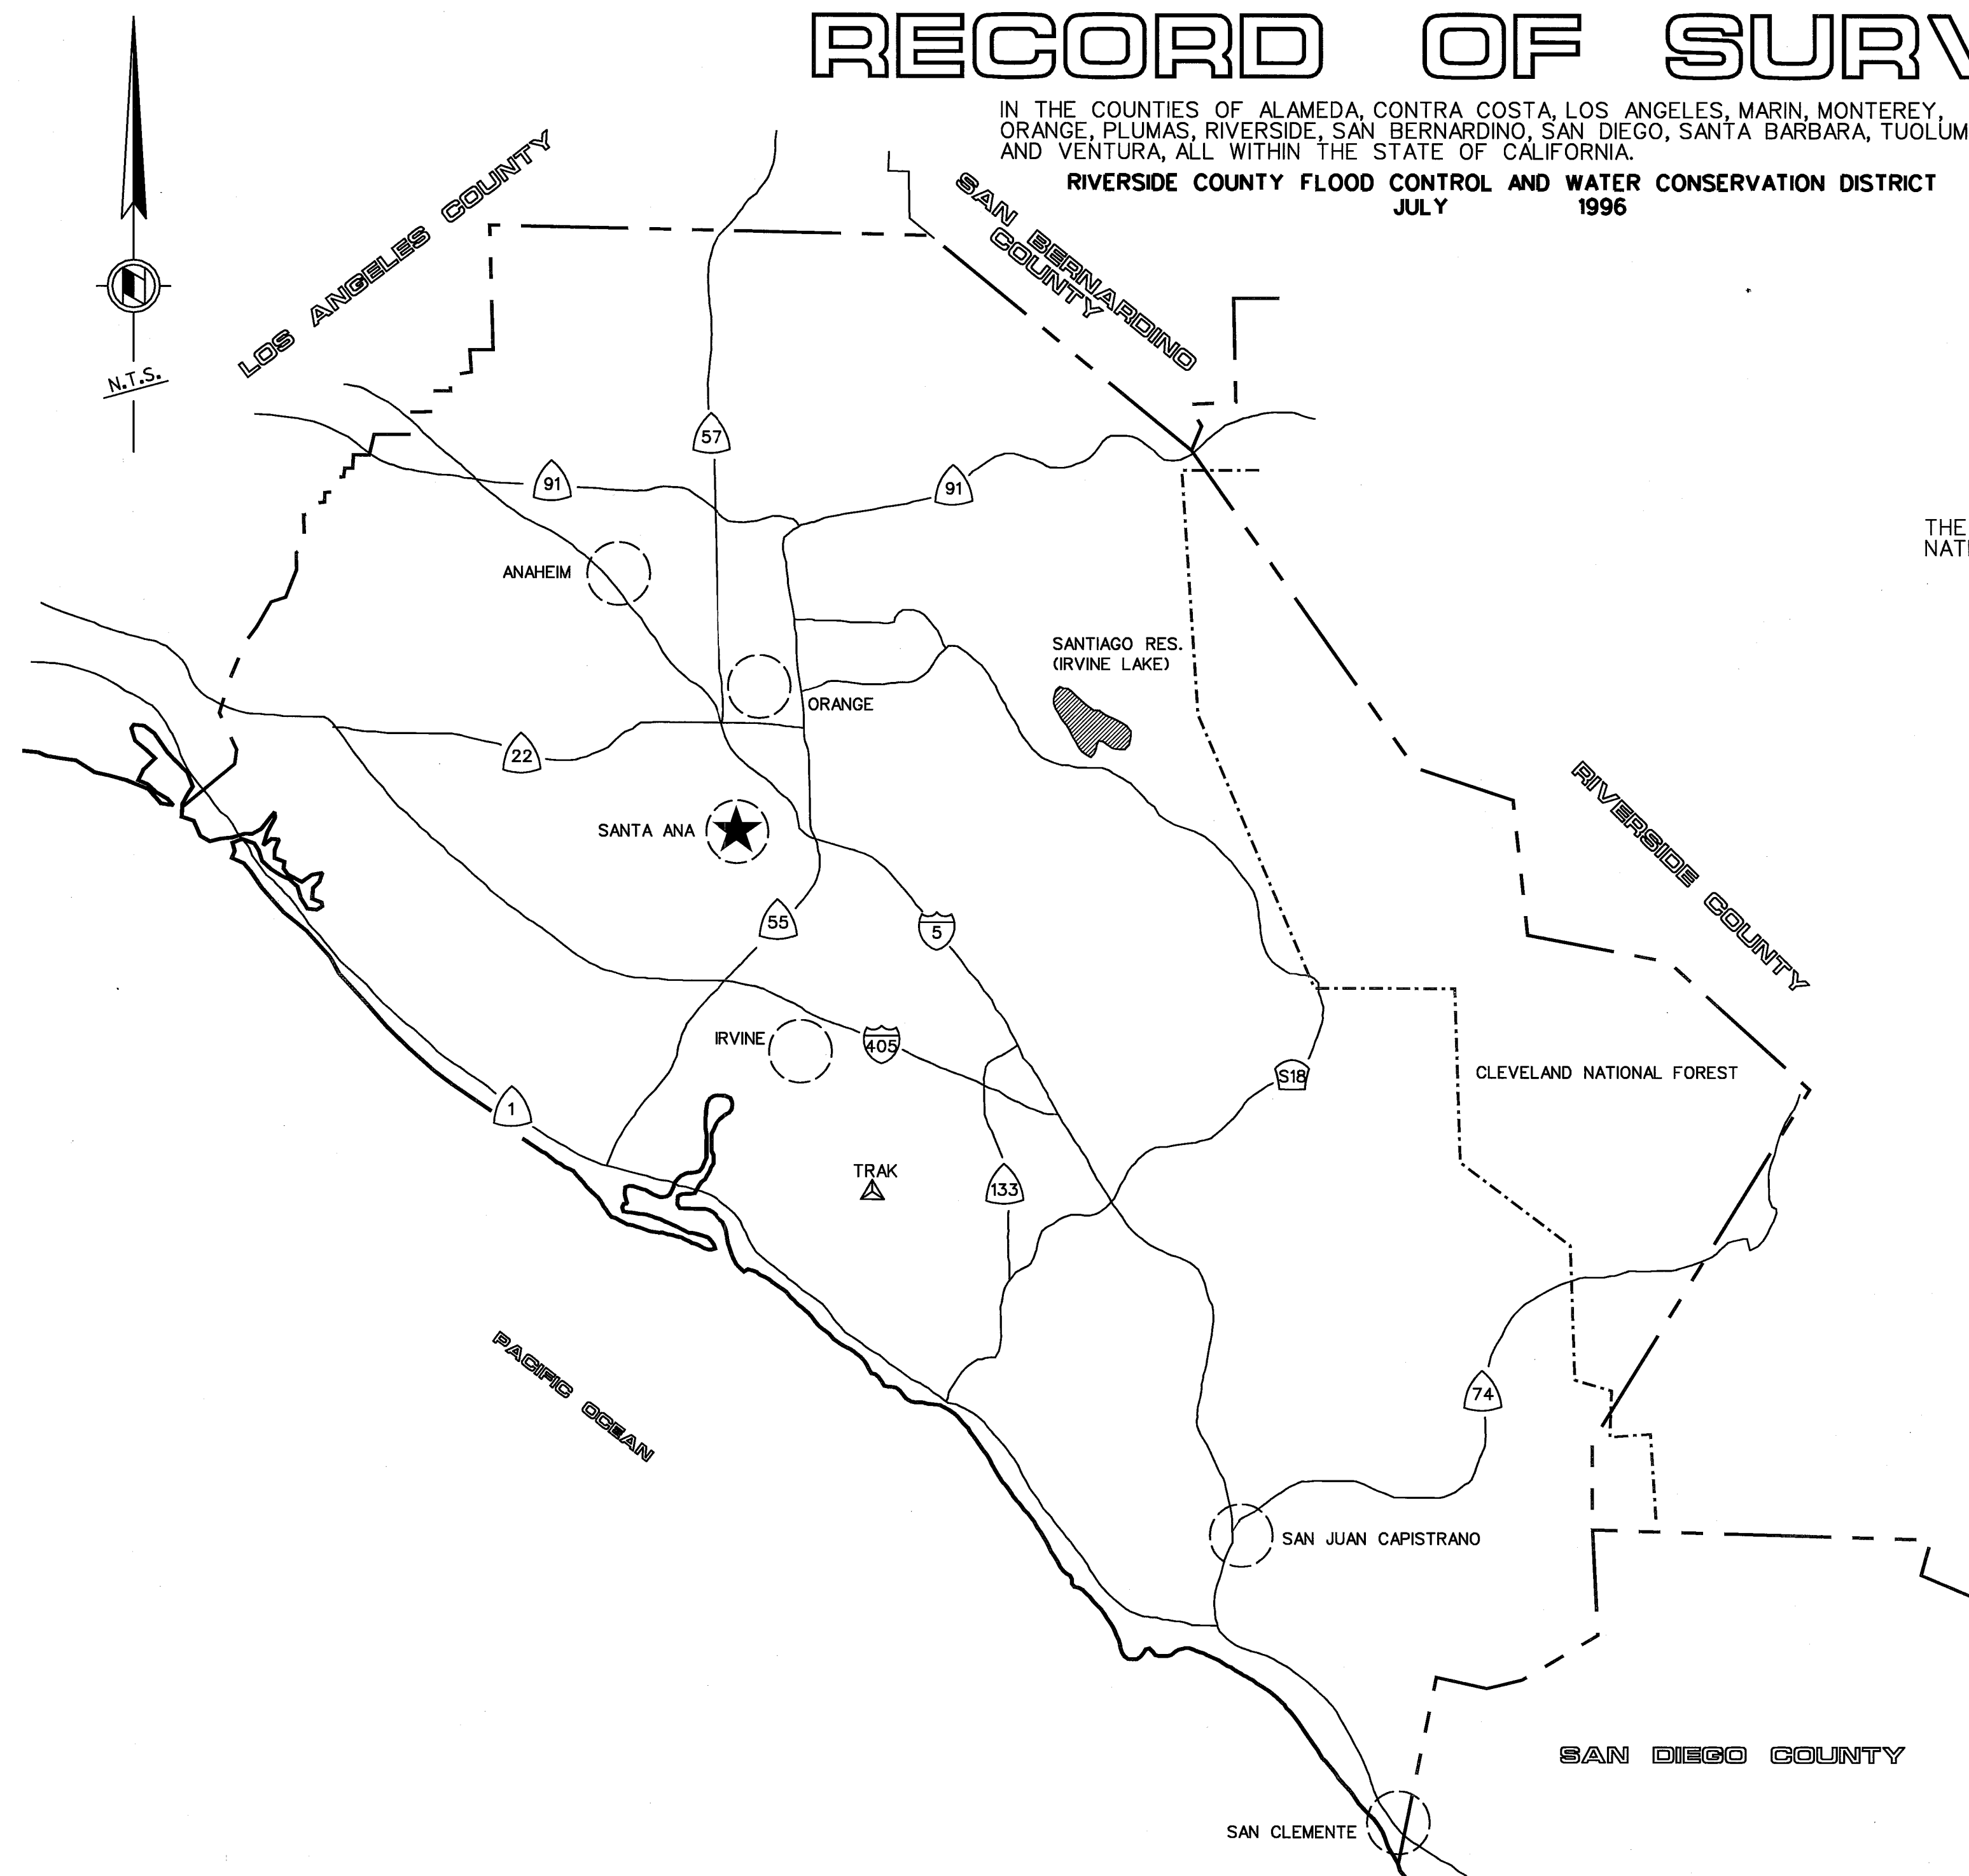 RECORD OF SURV
IN THE COUNTIES OF ALAMEDA, CONTRA COSTA, LOS ANGELES, MARIN, MONTEREY,
ORANGE, PLUMAS, RIVERSIDE, SAN BERNARDINO, SAN DIEGO, SANTA BARBARA, TUOLUM
AND VENTURA, ALL WITHIN THE STATE OF CALIFORNIA.
RIVERSIDE COUNTY FLOOD CONTROL AND WATER CONSERVATION DISTRICT
JULY 1996
LOS ANGELES COUNTY
SAN BERNARDINO
COUNTY
N
N.T.S.
57
91
91
THE
NATI
ANAHEIM
SANTIAGO RES.
(IRVINE LAKE)
ORANGE
22
RIVERSIDE COUNTY
SANTA ANA
55
5
IRVINE
405
S18
CLEVELAND NATIONAL FOREST
1
TRAK
133
PACIFIC OCEAN
74
SAN JUAN CAPISTRANO
SAN DIEGO COUNTY
SAN CLEMENTE